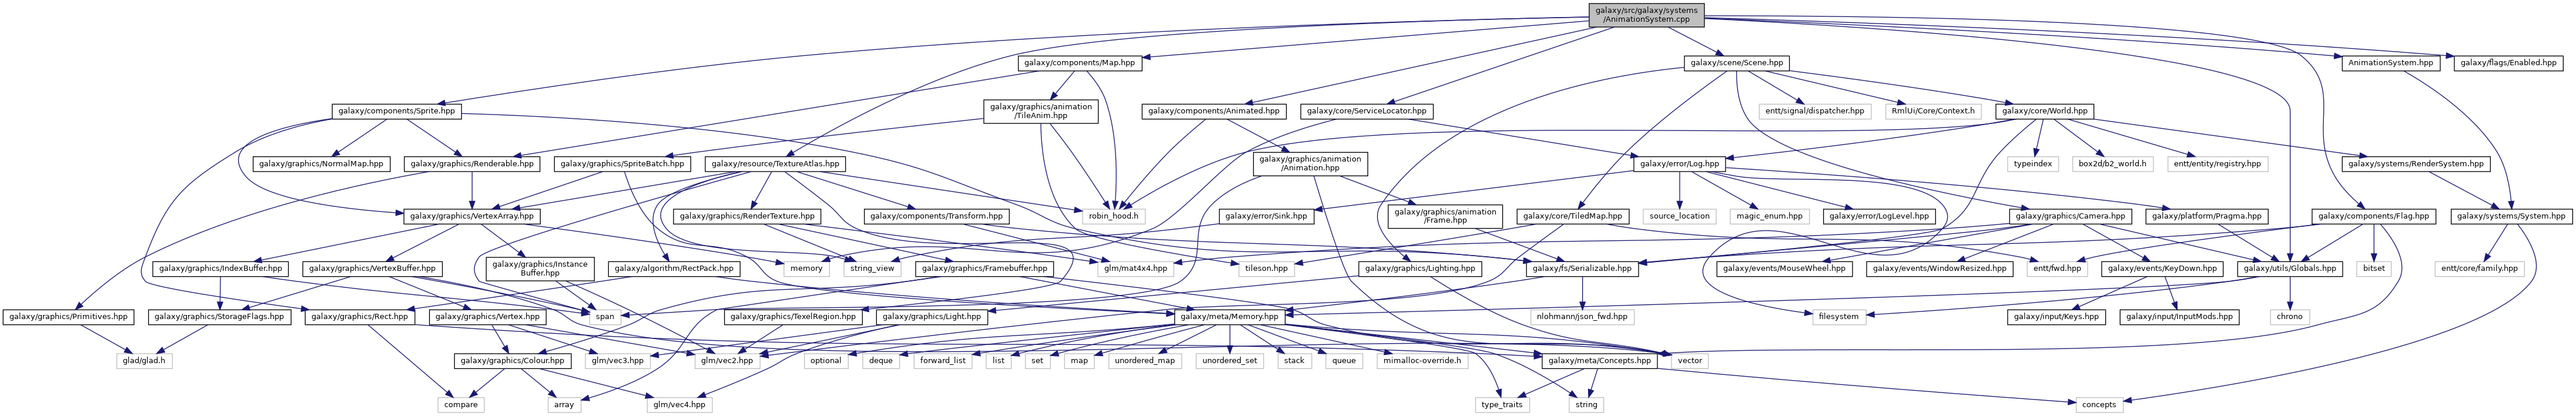 galaxy/src/galaxy/systems
/AnimationSystem.cpp
galaxy/components/Map.hpp
galaxy/scene/Scene.hpp
AnimationSystem.hpp
galaxy/flags/Enabled.hpp
galaxy/components/Sprite.hpp
galaxy/graphics/animation
/TileAnim.hpp
galaxy/components/Animated.hpp
galaxy/core/ServiceLocator.hpp
entt/signal/dispatcher.hpp
RmlUi/Core/Context.h
galaxy/core/World.hpp
galaxy/graphics/NormalMap.hpp
galaxy/graphics/Renderable.hpp
galaxy/graphics/SpriteBatch.hpp
galaxy/resource/TextureAtlas.hpp
galaxy/graphics/animation
/Animation.hpp
galaxy/error/Log.hpp
typeindex
box2d/b2_world.h
entt/entity/registry.hpp
galaxy/systems/RenderSystem.hpp
galaxy/graphics/VertexArray.hpp
galaxy/graphics/RenderTexture.hpp
galaxy/components/Transform.hpp
robin_hood.h
galaxy/error/Sink.hpp
galaxy/graphics/animation
/Frame.hpp
galaxy/core/TiledMap.hpp
source_location
magic_enum.hpp
galaxy/error/LogLevel.hpp
galaxy/graphics/Camera.hpp
galaxy/platform/Pragma.hpp
galaxy/components/Flag.hpp
galaxy/systems/System.hpp
galaxy/graphics/IndexBuffer.hpp
galaxy/graphics/VertexBuffer.hpp
galaxy/graphics/Instance
Buffer.hpp
galaxy/algorithm/RectPack.hpp
memory
string_view
galaxy/graphics/Framebuffer.hpp
glm/mat4x4.hpp
tileson.hpp
galaxy/graphics/Lighting.hpp
galaxy/fs/Serializable.hpp
galaxy/events/MouseWheel.hpp
galaxy/events/WindowResized.hpp
entt/fwd.hpp
galaxy/events/KeyDown.hpp
galaxy/utils/Globals.hpp
bitset
entt/core/family.hpp
galaxy/graphics/Primitives.hpp
galaxy/graphics/StorageFlags.hpp
galaxy/graphics/Rect.hpp
galaxy/graphics/Vertex.hpp
span
galaxy/graphics/TexelRegion.hpp
galaxy/graphics/Light.hpp
galaxy/meta/Memory.hpp
nlohmann/json_fwd.hpp
filesystem
galaxy/input/Keys.hpp
galaxy/input/InputMods.hpp
chrono
glad/glad.h
galaxy/graphics/Colour.hpp
glm/vec3.hpp
glm/vec2.hpp
optional
deque
forward_list
list
set
map
unordered_map
unordered_set
stack
queue
mimalloc-override.h
galaxy/meta/Concepts.hpp
vector
compare
array
glm/vec4.hpp
type_traits
string
concepts